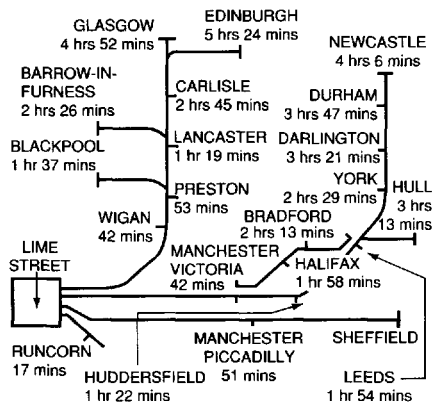 GLASGOW
4 hrs 52 mins
EDINBURGH
5 hrs 24 mins
NEWCASTLE
4 hrs 6 mins
BARROW-IN-
FURNESS
2 hrs 26 mins
CARLISLE
2 hrs 45 mins
DURHAM
3 hrs 47 mins
BLACKPOOL
1 hr 37 mins
LANCASTER
1 hr 19 mins
DARLINGTON
3 hrs 21 mins
PRESTON
53 mins
YORK
2 hrs 29 mins
HULL
3 hrs
13 mins
WIGAN
42 mins
BRADFORD
2 hrs 13 mins
LIME
STREET
MANCHESTER
VICTORIA
42 mins
HALIFAX
1 hr 58 mins
RUNCORN
17 mins
MANCHESTER
PICCADILLY
51 mins
SHEFFIELD
HUDDERSFIELD
1 hr 22 mins
LEEDS
1 hr 54 mins